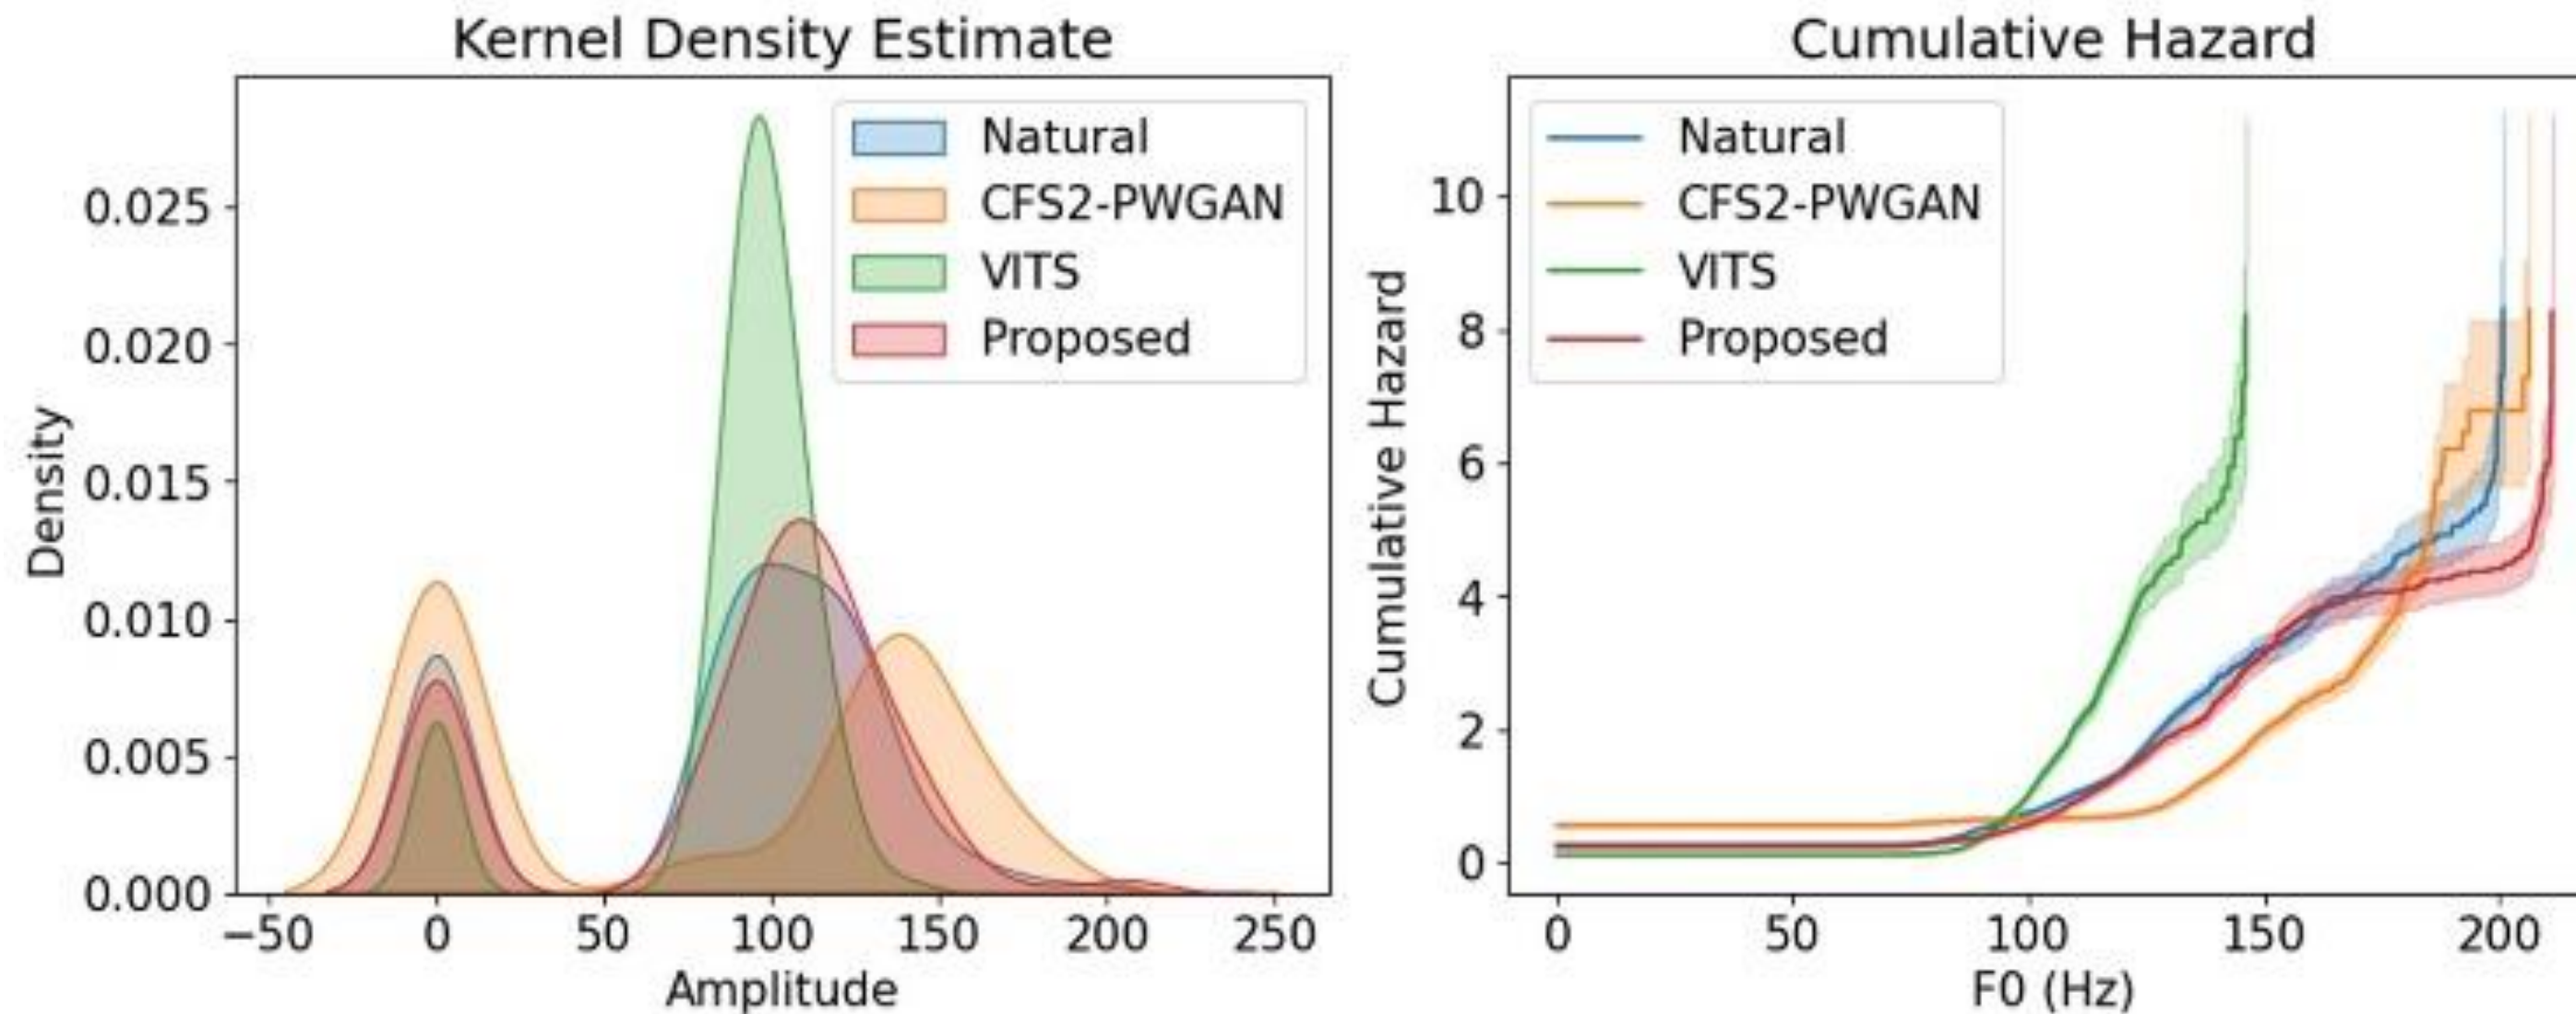 Kernel Density Estimate
Density
0.025
0.020
0.015
0.010
0.005
0.000
Natural
CFS2-PWGAN
VITS
Proposed
−50 0 50 100 150 200 250
Amplitude
Cumulative Hazard
Cumulative Hazard
10
8
6
4
2
0
Natural
CFS2-PWGAN
VITS
Proposed
0 50 100 150 200
F0 (Hz)